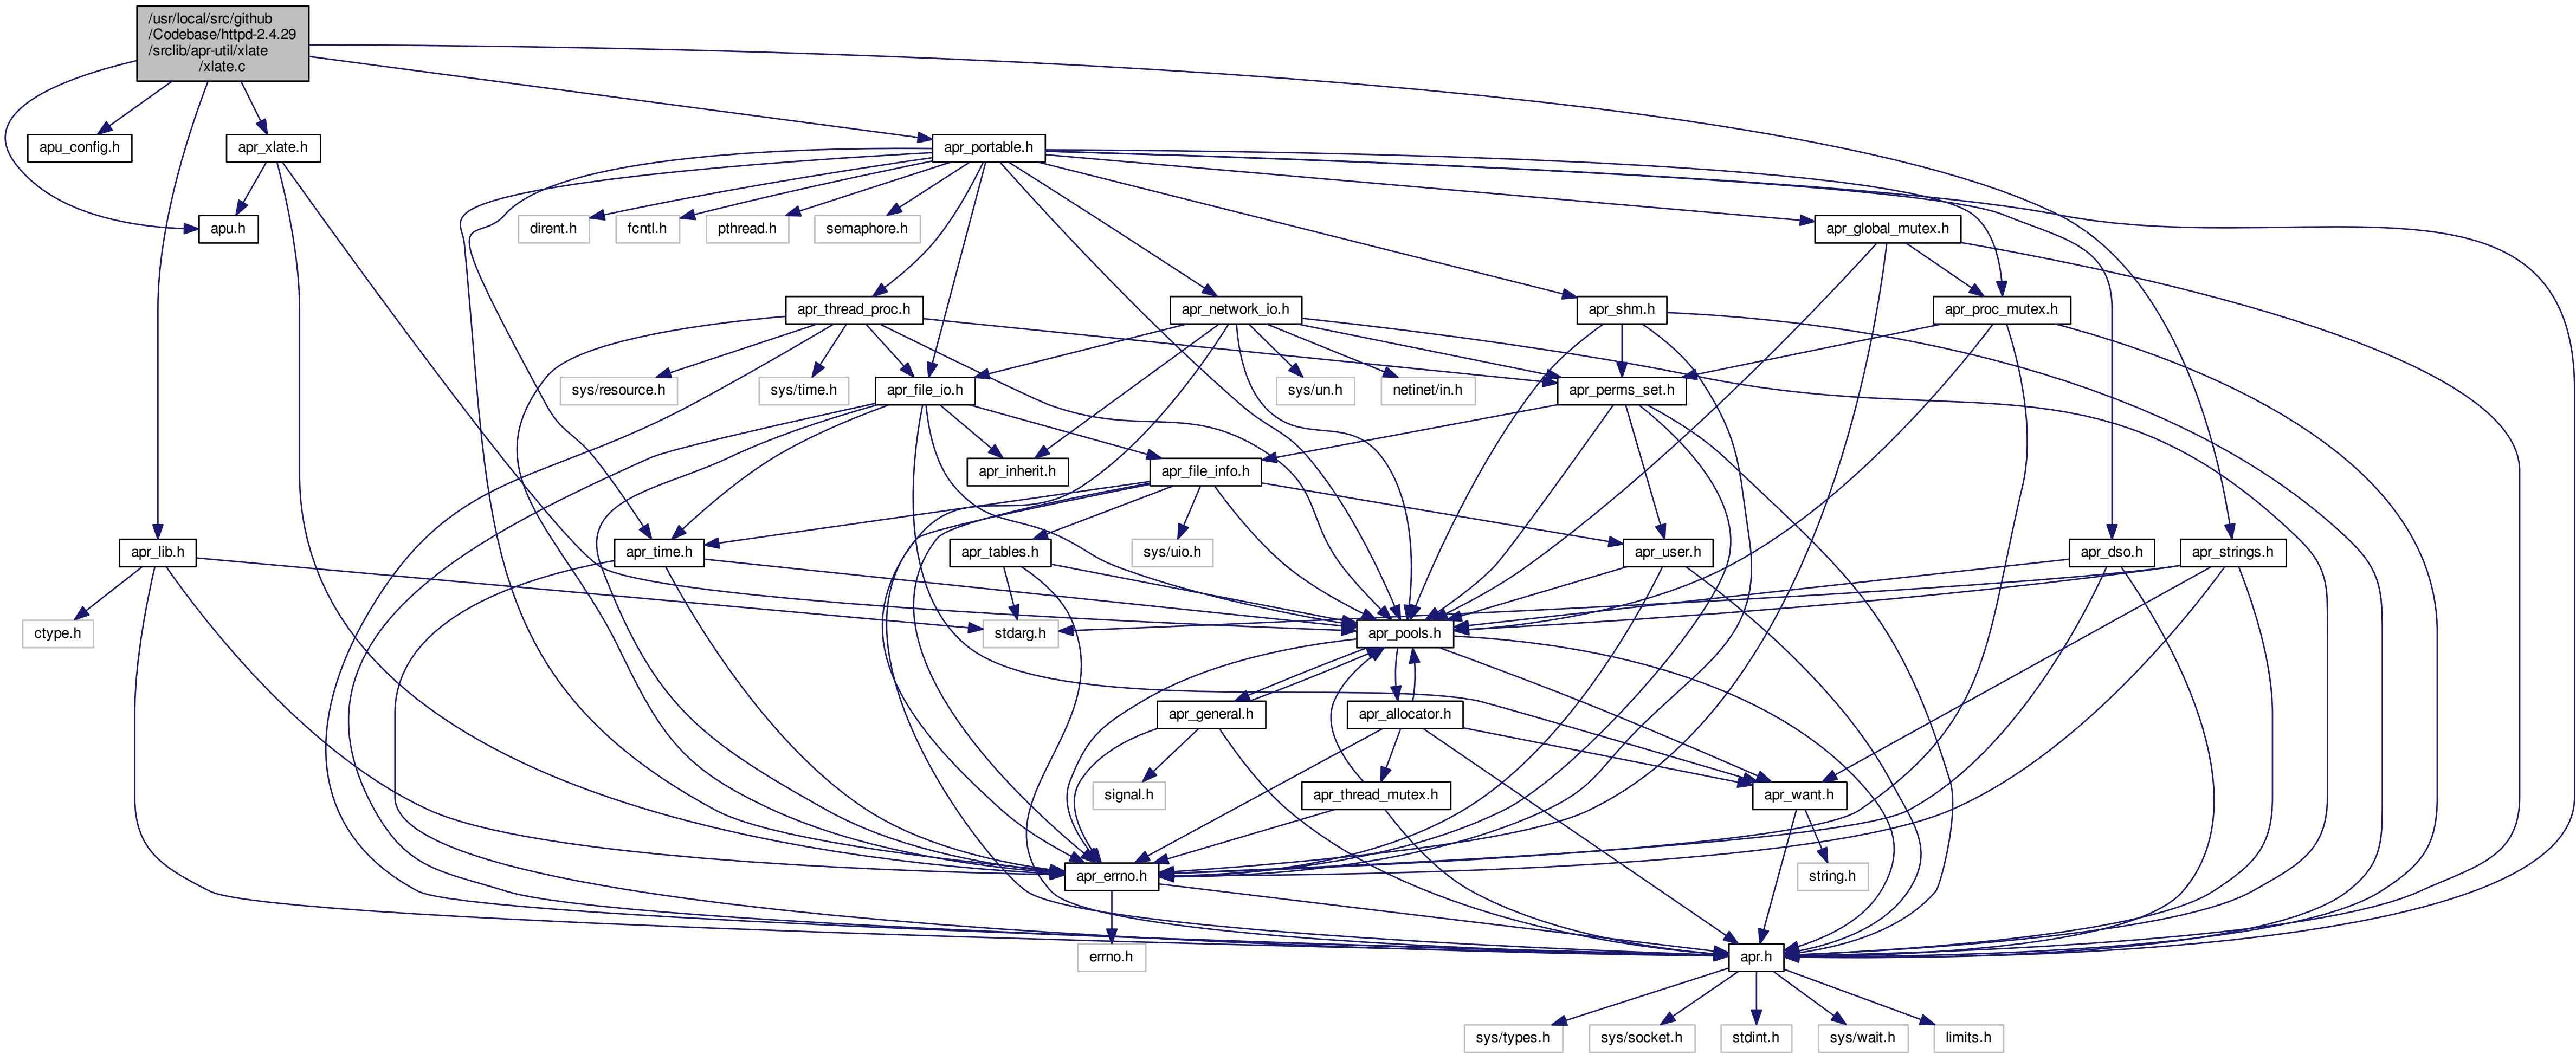 /usr/local/src/github
/Codebase/httpd-2.4.29
/srclib/apr-util/xlate
/xlate.c
apu_config.h
apr_xlate.h
apr_portable.h
apu.h
dirent.h
fcntl.h
pthread.h
semaphore.h
apr_global_mutex.h
apr_thread_proc.h
apr_network_io.h
apr_shm.h
apr_proc_mutex.h
sys/resource.h
sys/time.h
apr_file_io.h
sys/un.h
netinet/in.h
apr_perms_set.h
apr_inherit.h
apr_file_info.h
apr_lib.h
apr_time.h
apr_tables.h
sys/uio.h
apr_user.h
apr_dso.h
apr_strings.h
ctype.h
stdarg.h
apr_pools.h
apr_general.h
apr_allocator.h
signal.h
apr_thread_mutex.h
apr_want.h
apr_errno.h
string.h
errno.h
apr.h
sys/types.h
sys/socket.h
stdint.h
sys/wait.h
limits.h